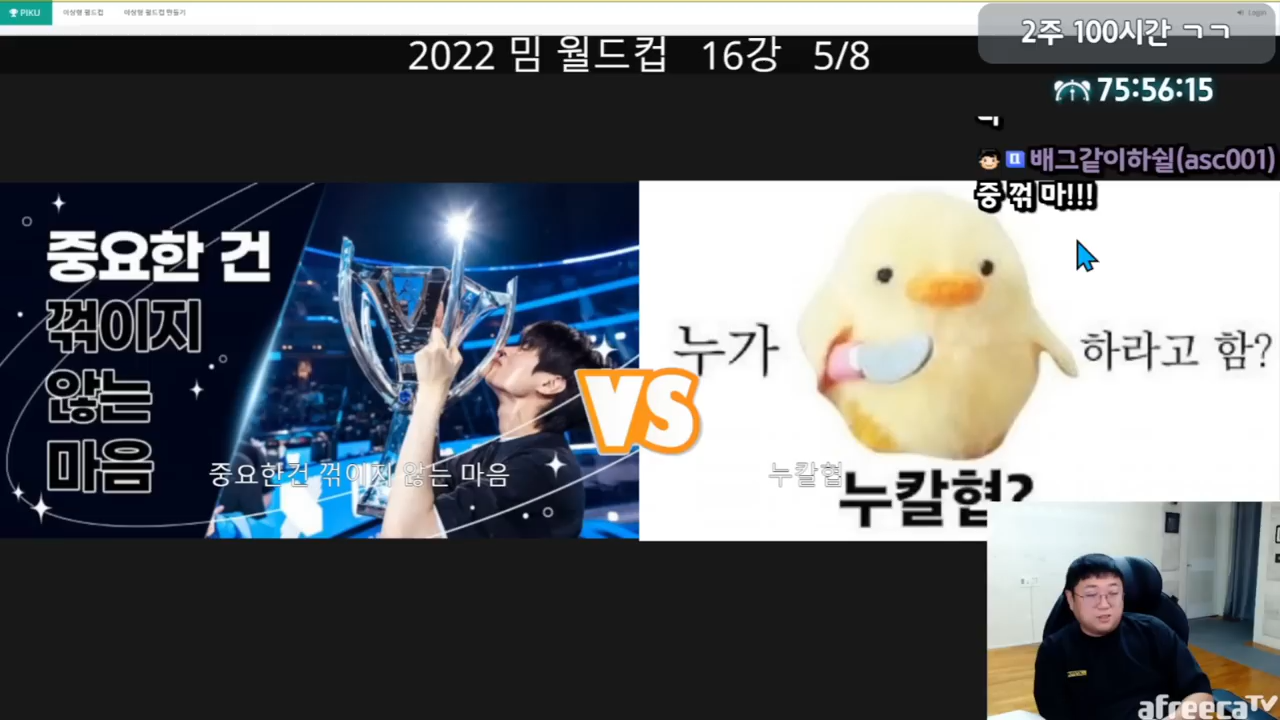 PIKU
이상형 월드컵
이상형 월드컵 만들기
Login
2022 밈 월드컵 16강 5/8
2주 100시간 ㄱㄱ
75:56:15
배그같이하쉴(asc001)
중 꺾 마!!!
중요한 건
꺾이지
않는
마음
중요한건 꺾이지 않는 마음
VS
누가
하라고 함?
누칼협
누칼협?
afreecaTV